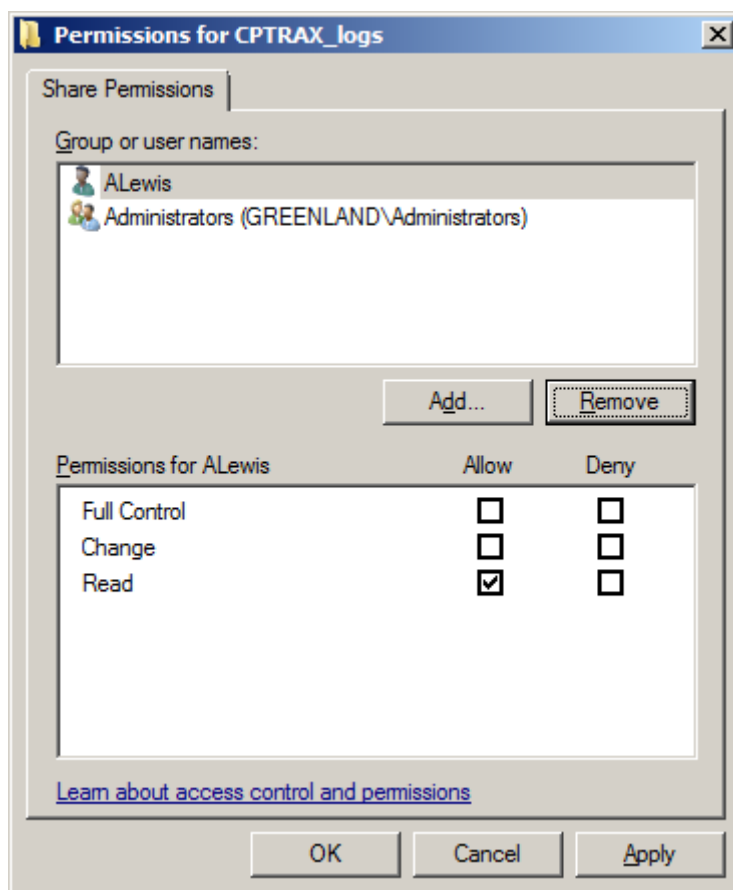 Permissions for CPTRAX_logs
Share Permissions
Group or user names:
ALewis
Administrators (GREENLAND\Administrators)
Add... Remove
Permissions for ALewis Allow Deny
Full Control
Change
Read
Learn about access control and permissions
OK Cancel Apply